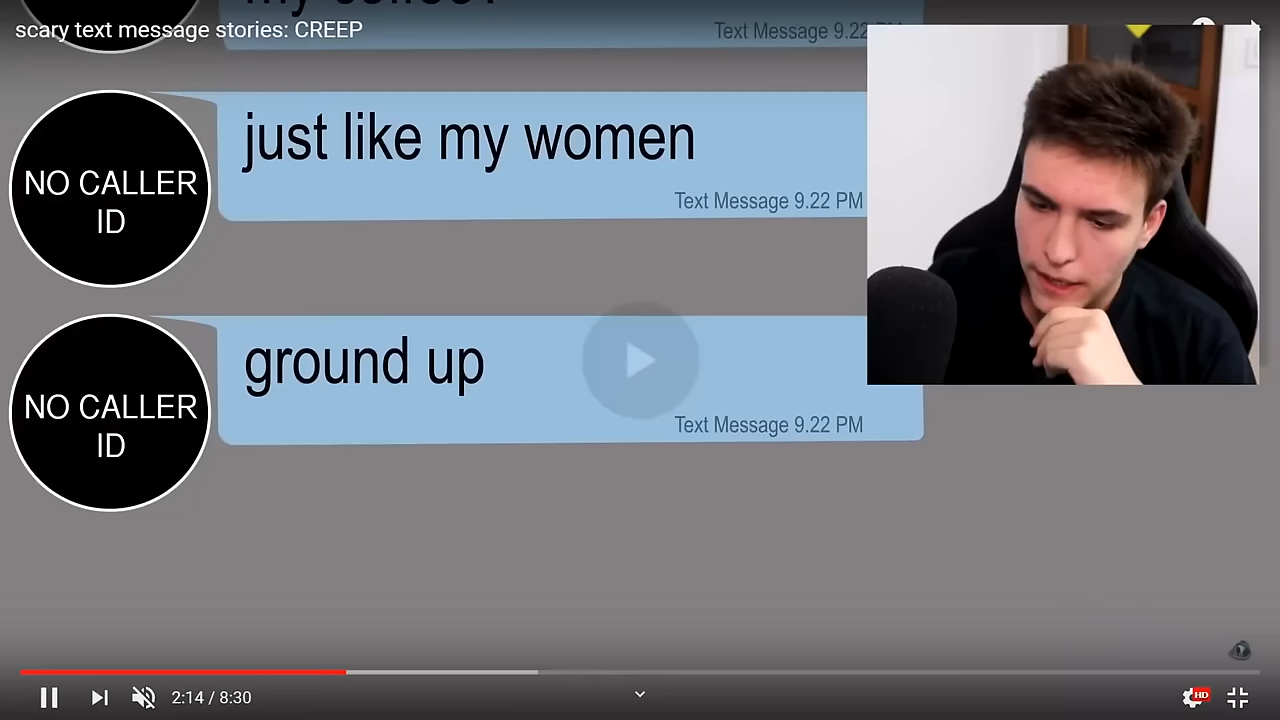 scary text message stories: CREEP
Text Message 9.22
NO CALLER
ID
just like my women
Text Message 9.22 PM
NO CALLER
ID
ground up
Text Message 9.22 PM
2:14 / 8:30
HD